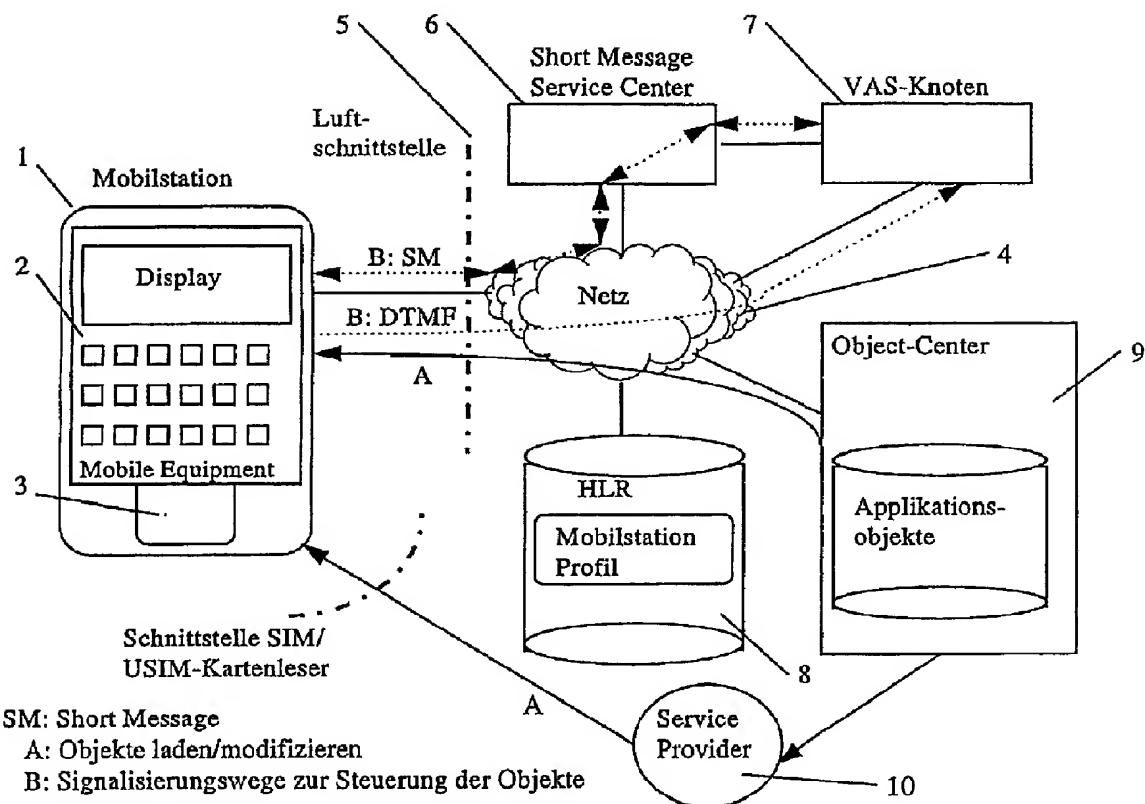 5
6
7
Short Message
Service Center
VAS-Knoten
Luft-
schnittstelle
1
Mobilstation
2
Display
B: SM
Netz
4
B: DTMF
A
Object-Center
9
Mobile Equipment
3
HLR
Mobilstation
Profil
Applikations-
objekte
Schnittstelle SIM/
USIM-Kartenleser
8
SM: Short Message
A
Service
Provider
A: Objekte laden/modifizieren
B: Signalisierungswege zur Steuerung der Objekte
10